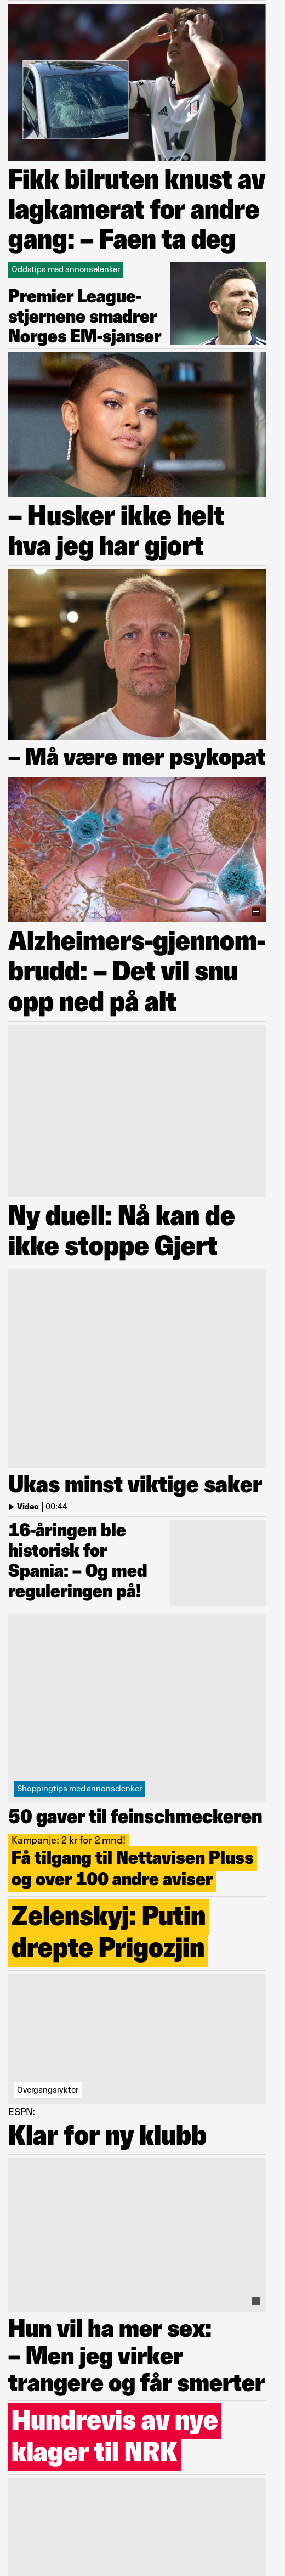 Fikk bilruten knust av
lagkamerat for andre
gang: – Faen ta deg
Oddstips med annonselenker
Premier League-
stjernene smadrer
Norges EM-sjanser
– Husker ikke helt
hva jeg har gjort
– Må være mer psykopat
Alzheimers-gjennom-
brudd: – Det vil snu
opp ned på alt
Ny duell: Nå kan de
ikke stoppe Gjert
Ukas minst viktige saker
Video | 00:44
16-åringen ble
historisk for
Spania: – Og med
reguleringen på!
Shoppingtips med annonselenker
50 gaver til feinschmeckeren
Kampanje: 2 kr for 2 mnd!
Få tilgang til Nettavisen Pluss
og over 100 andre aviser
Zelenskyj: Putin
drepte Prigozjin
Overgangsrykter
ESPN:
Klar for ny klubb
Hun vil ha mer sex:
– Men jeg virker
trangere og får smerter
Hundrevis av nye
klager til NRK